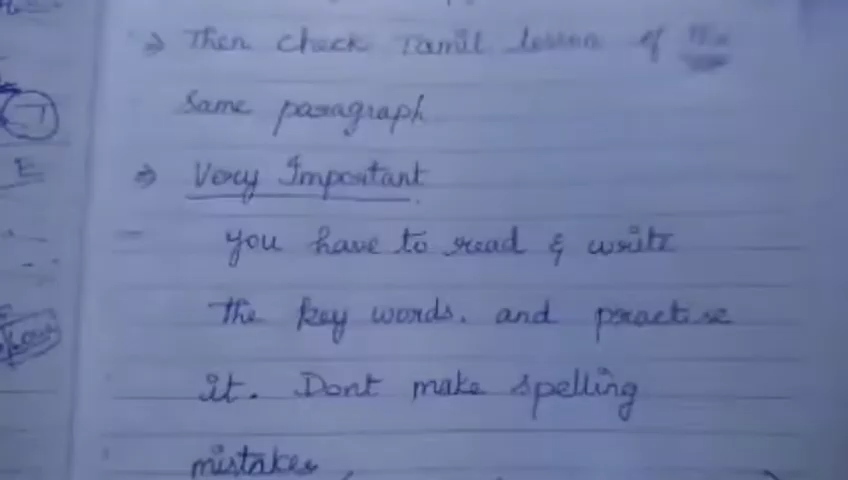 ⇒ Then check Tamil lesson of the
same paragraph
⇒ Very Important
you have to read & write
the key words. and practise
it. Dont make spelling
mistakes